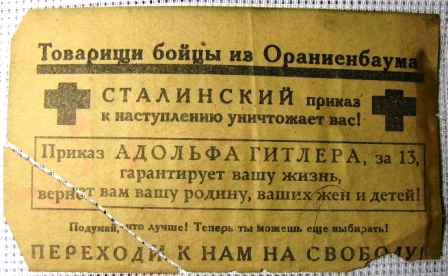 Товарищи бойцы из Ораниенбаума
СТАЛИНСКИЙ приказ
к наступлению уничтожает вас!
Приказ АДОЛЬФА ГИТЛЕРА, за 13,
гарантирует вашу жизнь,
вернет вам вашу родину, ваших жен и детей!
Подумай, что лучше! Теперь ты можешь еще выбирать!
ПЕРЕХОДИ К НАМ НА СВОБОДУ!